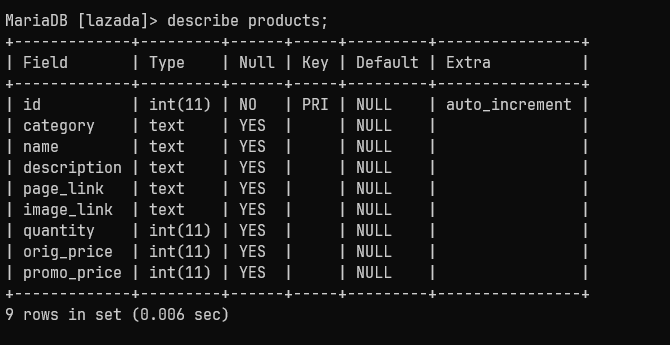 MariaDB [lazada]> describe products;
+-------------+---------+------+-----+---------+----------------+
| Field       | Type    | Null | Key | Default | Extra          |
+-------------+---------+------+-----+---------+----------------+
| id          | int(11) | NO   | PRI | NULL    | auto_increment |
| category    | text    | YES  |     | NULL    |                |
| name        | text    | YES  |     | NULL    |                |
| description | text    | YES  |     | NULL    |                |
| page_link   | text    | YES  |     | NULL    |                |
| image_link  | text    | YES  |     | NULL    |                |
| quantity    | int(11) | YES  |     | NULL    |                |
| orig_price  | int(11) | YES  |     | NULL    |                |
| promo_price | int(11) | YES  |     | NULL    |                |
+-------------+---------+------+-----+---------+----------------+
9 rows in set (0.006 sec)